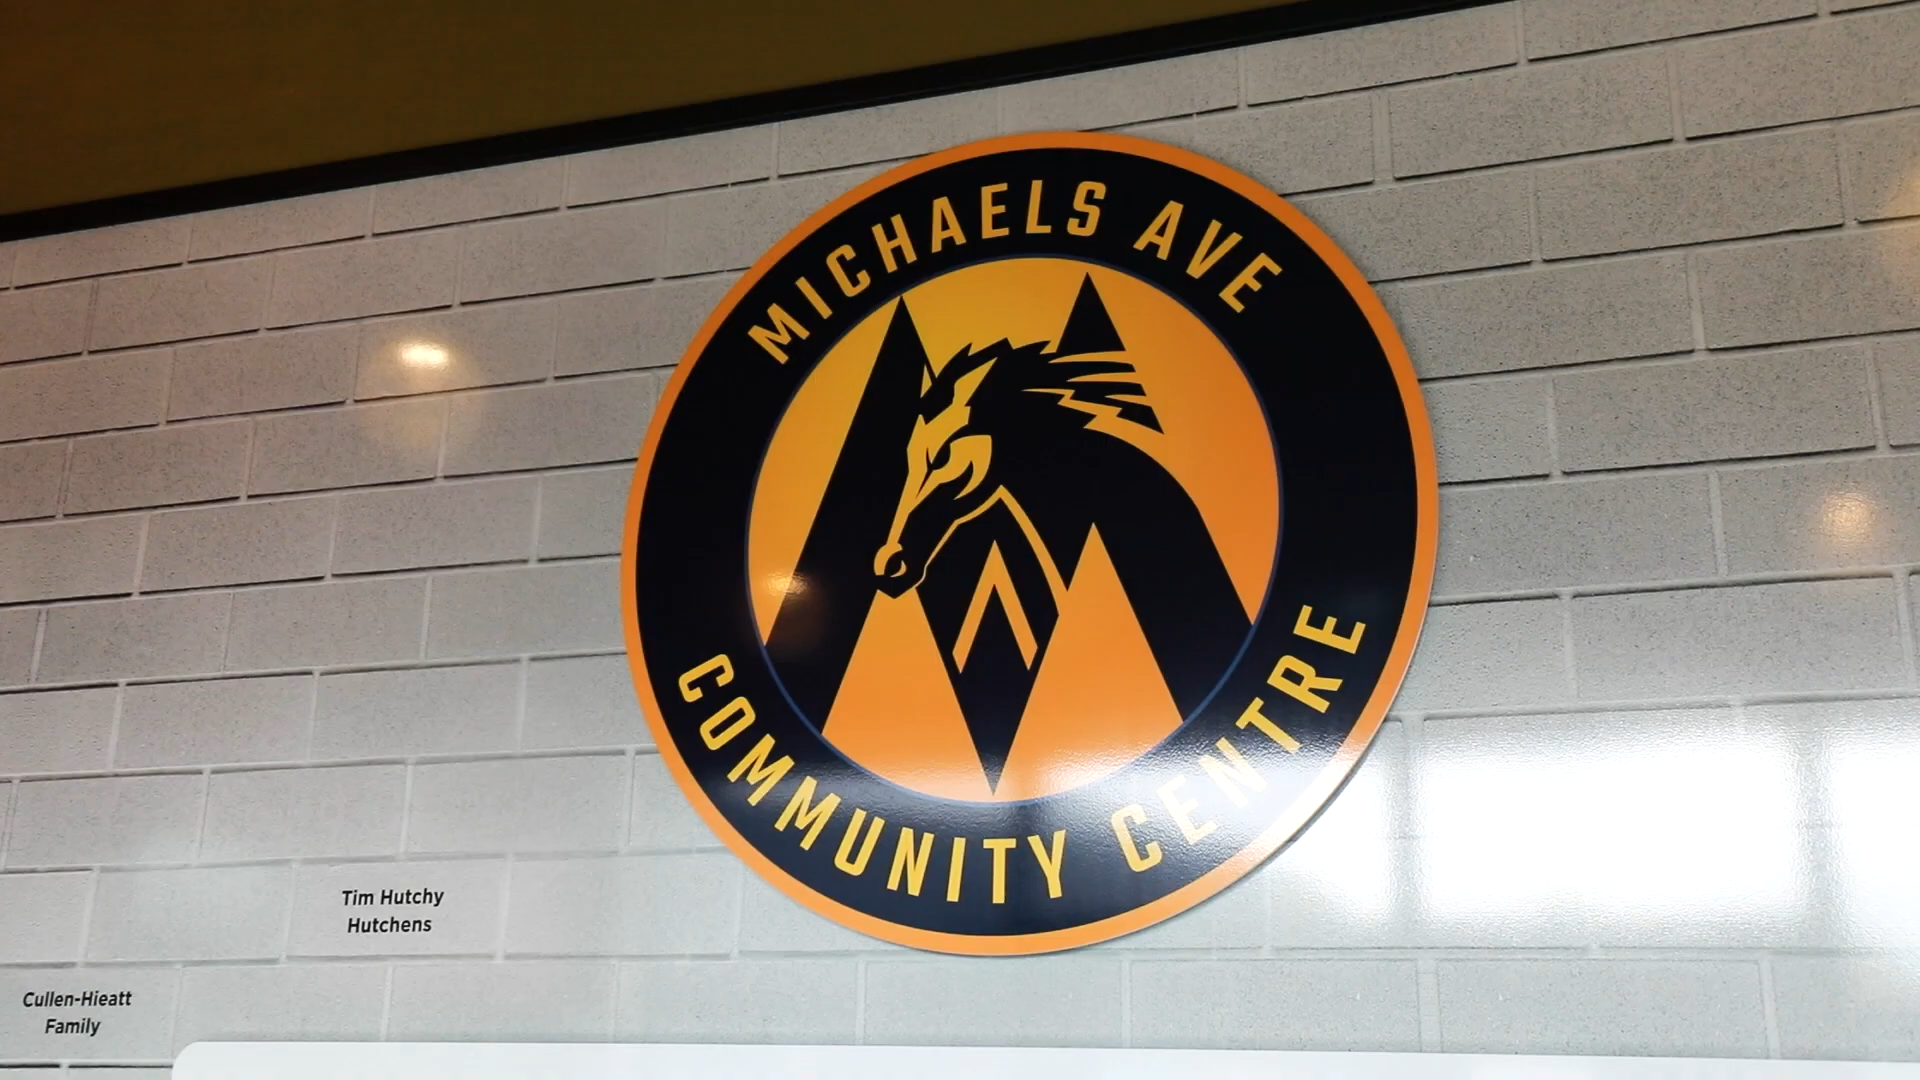 MICHAELS AVE
COMMUNITY CENTRE
Tim Hutchy
Hutchens
Cullen-Hieatt
Family